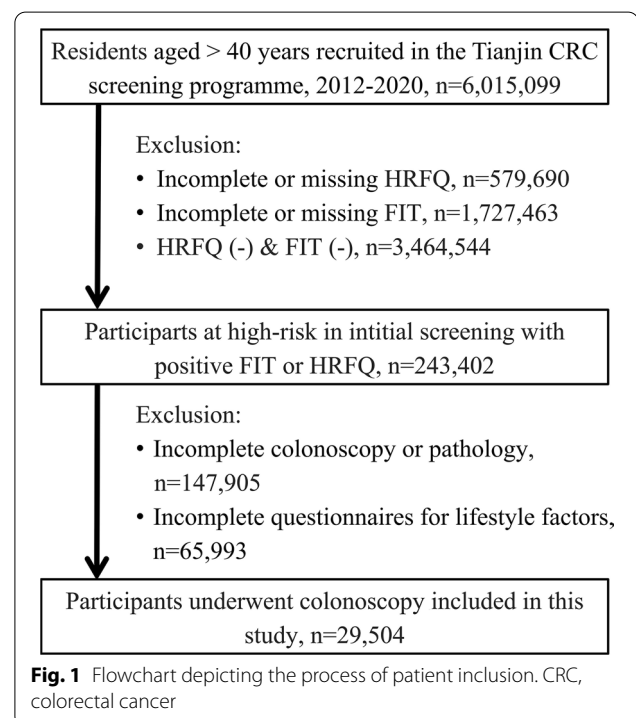 Residents aged > 40 years recruited in the Tianjin CRC
screening programme, 2012-2020, n=6,015,099
Exclusion:
• Incomplete or missing HRFQ, n=579,690
• Incomplete or missing FIT, n=1,727,463
• HRFQ (-) & FIT (-), n=3,464,544
Participarts at high-risk in intitial screening with
positive FIT or HRFQ, n=243,402
Exclusion:
• Incomplete colonoscopy or pathology,
n=147,905
• Incomplete questionnaires for lifestyle factors,
n=65,993
Participants underwent colonoscopy included in this
study, n=29,504
Fig. 1 Flowchart depicting the process of patient inclusion. CRC,
colorectal cancer